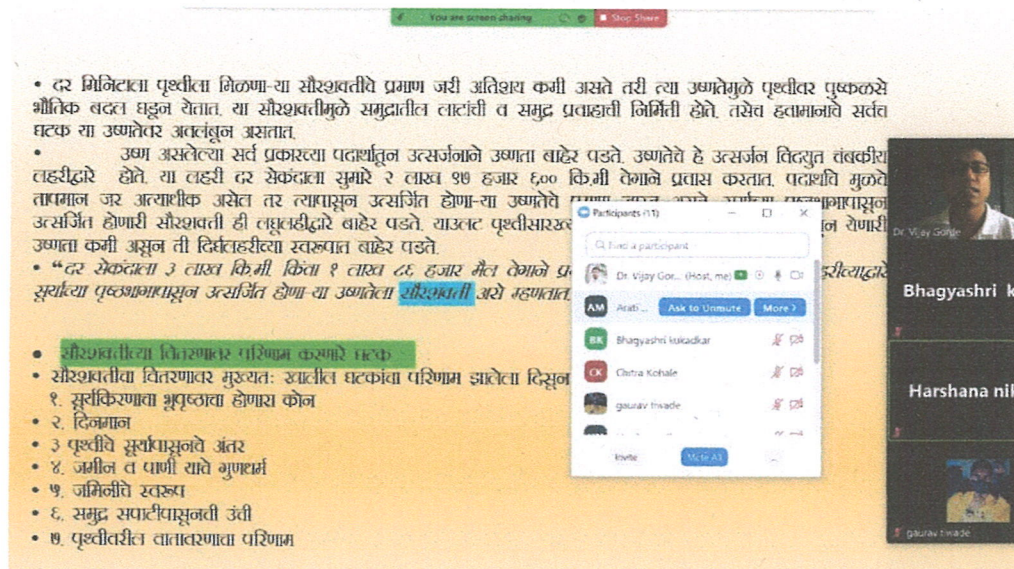 You are screen sharing
Stop Share
• दर मिनिटाला पृथ्वीला मिळणा-या सौरशक्तीचे प्रमाण जरी अतिशय कमी असते तरी त्या उष्णतेमुळे पृथ्वीवर पुष्कळसे
भौतिक बदल घडून येतात. या सौरशक्तीमुळे समुद्रातील लाटांची व समुद्र प्रवाहाची निर्मिती होते. तसेच हवामानाचे सर्वच
घटक या उष्णतेवर अवलंबून असतात.
• उष्ण असलेल्या सर्व प्रकारच्या पदार्थातून उत्सर्जनाने उष्णता बाहेर पडते. उष्णतेचे हे उत्सर्जन विदयुत चंबकीय
लहरीद्वारे होते. या लहरी दर सेकंदाला सुमारे २ लाख ९७ हजार ६०० कि.मी वेगाने प्रवास करतात. पदार्थाचे मुळचे
तापमान जर अत्याधीक असेल तर त्यापासून उत्सर्जित होणा-या उष्णतेचे
उत्सर्जित होणारी सौरशक्ती ही लघूलहीद्वारे बाहेर पडते. याउलट पृथ्वीसारख्य येणारी
उष्णता कमी असून ती दिर्घलहरीच्या स्वरूपात बाहेर पडते.
• “दर सेकंदाला ३ लाख कि.मी. किंवा १ लाख ८६ हजार मैल वेगाने
सूर्याच्या पृष्ठभागापासून उत्सर्जित होणा-या उष्णतेला सौरशक्ती असे म्हणतात.
• सौरशक्तीच्या वितरणावर परिणाम करणारे घटक
• सौरशक्तीचा वितरणावर मुख्यतः खालील घटकांचा परिणाम झालेला दिसून
१. सूर्यकिरणाचा भूपृष्ठाचा होणारा कोन
• २. दिनमान
• ३ पृथ्वीचे सूर्यापासूनचे अंतर
• ४. जमीन व पाणी याचे गुणधर्म
• ५. जमिनीचे स्वरूप
• ६. समुद्र सपाटीपासूनची उंची
• ७. पृथ्वीवरील वातावरणाचा परिणाम
Participants (11)
Find a participant
Dr. Vijay Gor... (Host, me)
AM Arati ... Ask to Unmute More >
BK Bhagyashri kukadkar
CK Chitra Kohale
gaurav tiwade
Invite Mute All ...
Dr. Vijay Gorde
Bhagyashri k
Harshana nik
gaurav tiwade